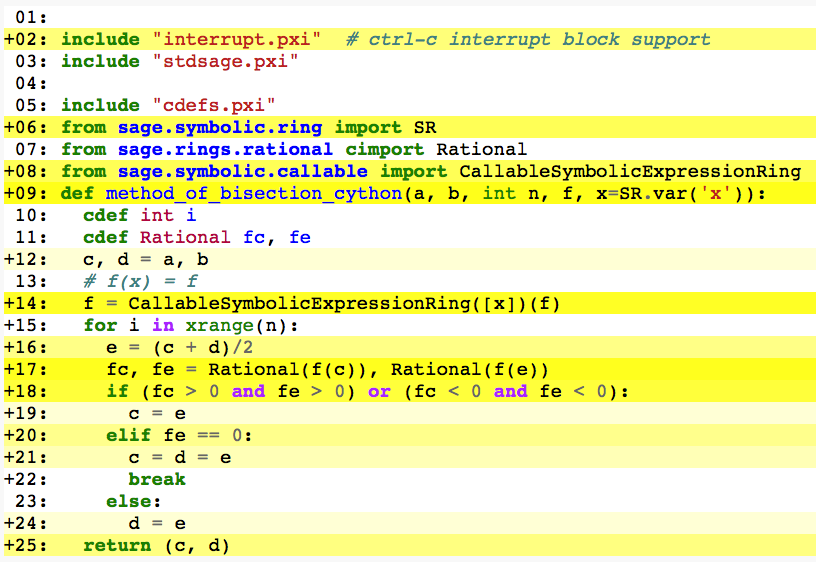 01:
+02: include "interrupt.pxi"  # ctrl-c interrupt block support
03: include "stdsage.pxi"
04:
05: include "cdefs.pxi"
+06: from sage.symbolic.ring import SR
07: from sage.rings.rational cimport Rational
+08: from sage.symbolic.callable import CallableSymbolicExpressionRing
+09: def method_of_bisection_cython(a, b, int n, f, x=SR.var('x')):
10:   cdef int i
11:   cdef Rational fc, fe
+12:   c, d = a, b
13:   # f(x) = f
+14:   f = CallableSymbolicExpressionRing([x])(f)
+15:   for i in xrange(n):
+16:     e = (c + d)/2
+17:     fc, fe = Rational(f(c)), Rational(f(e))
+18:     if (fc > 0 and fe > 0) or (fc < 0 and fe < 0):
+19:       c = e
+20:     elif fe == 0:
+21:       c = d = e
+22:       break
23:     else:
+24:       d = e
+25:   return (c, d)